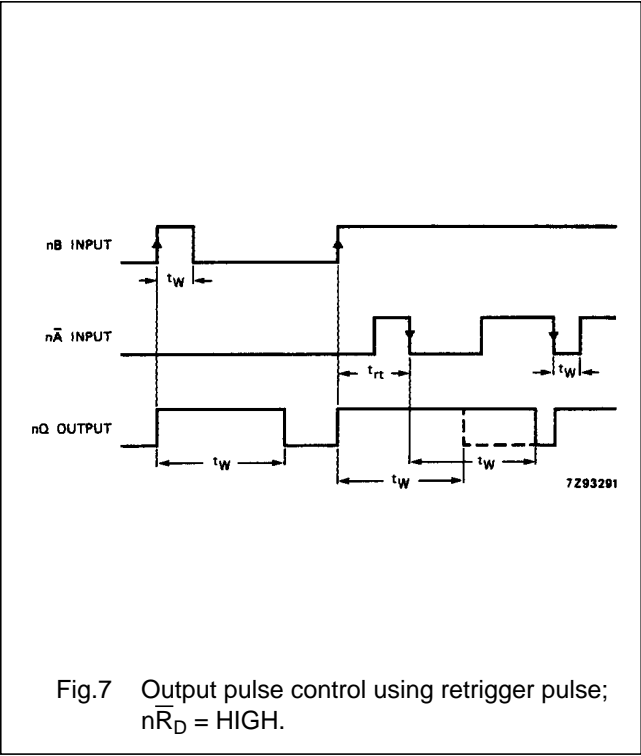 nB INPUT
tW
nA̅ INPUT
trt
tW
nQ OUTPUT
tW
tW
tW
7Z93291
Fig.7 Output pulse control using retrigger pulse;
nR̅D = HIGH.